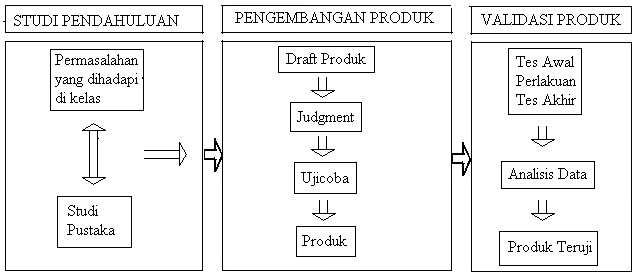 STUDI PENDAHULUAN
Permasalahan
yang dihadapi
di kelas
Studi
Pustaka
PENGEMBANGAN PRODUK
Draft Produk
Judgment
Ujicoba
Produk
VALIDASI PRODUK
Tes Awal
Perlakuan
Tes Akhir
Analisis Data
Produk Teruji